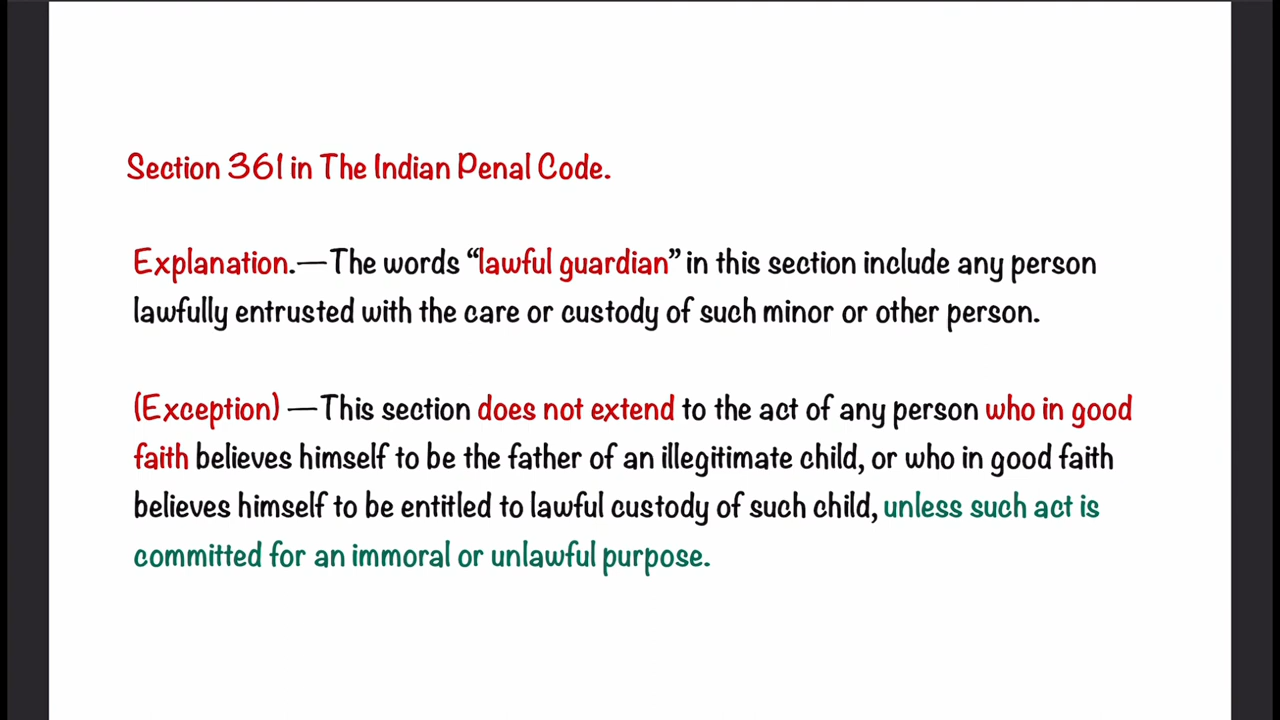 Section 361 in The Indian Penal Code.
Explanation.—The words “lawful guardian” in this section include any person
lawfully entrusted with the care or custody of such minor or other person.
(Exception) —This section does not extend to the act of any person who in good
faith believes himself to be the father of an illegitimate child, or who in good faith
believes himself to be entitled to lawful custody of such child, unless such act is
committed for an immoral or unlawful purpose.